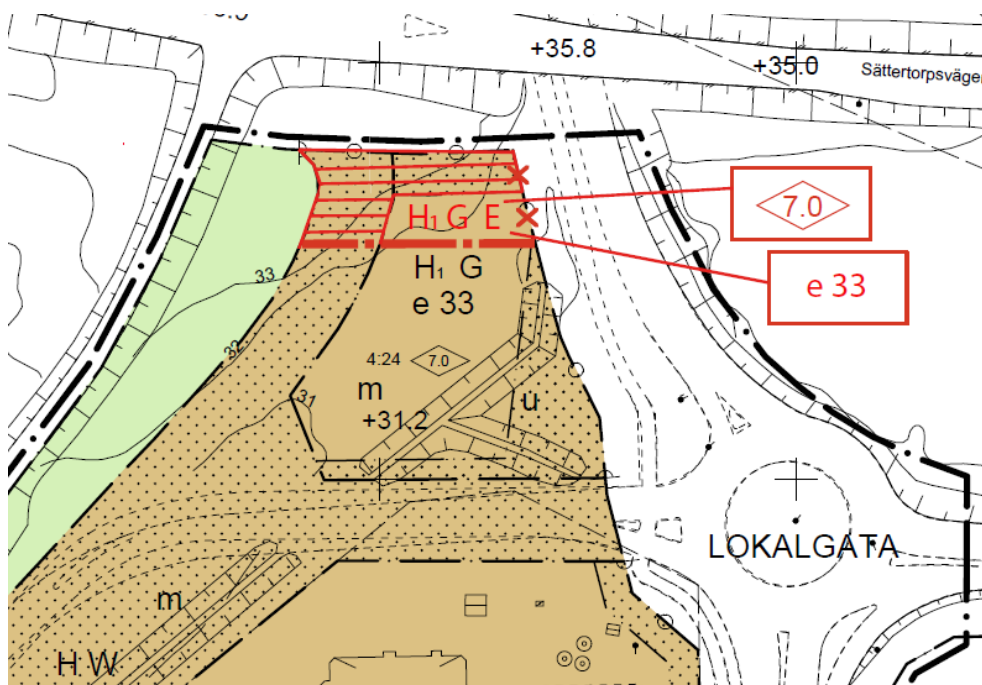 +35.8
+35.0
Sättertorpsvägen
7.0
H₁ G E
H₁ G
e 33
e 33
33
32
4:24
7.0
31
m
+31.2
u
LOKALGATA
m
H W